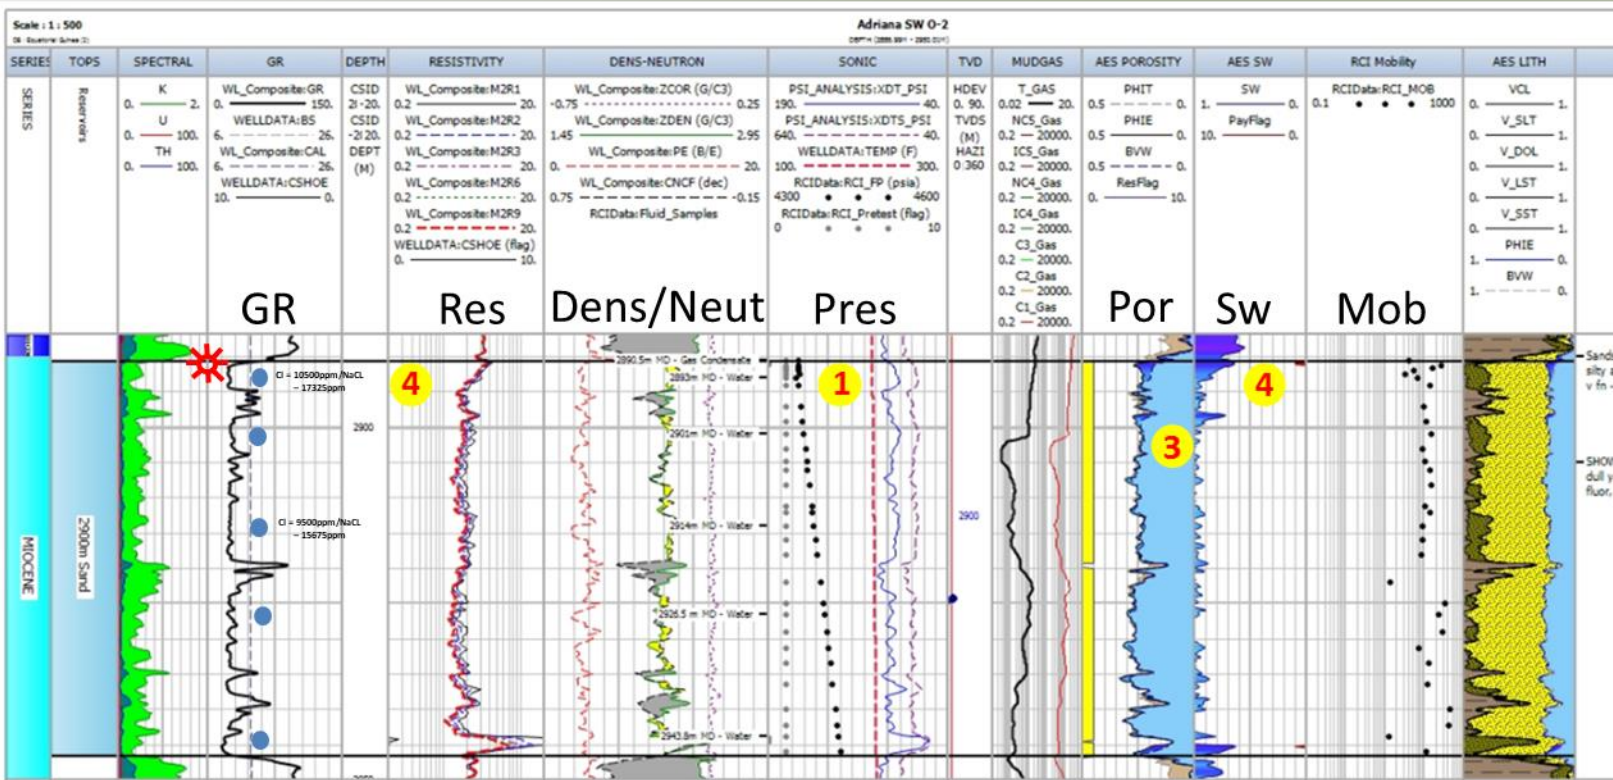 Scale : 1 : 500
Adriana SW O-2
SERIES TOPS SPECTRAL GR DEPTH RESISTIVITY DENS-NEUTRON SONIC TVD MUDGAS AES POROSITY AES SW RCI Mobility AES LITH
SERIES
Reservoirs
K
0. 2.
U
0. 100.
TH
0. 100.
WL_Composite:GR
0. 150.
WELLDATA:BS
6. 26.
WL_Composite:CAL
6. 26.
WELLDATA:CSHOE
10. 0.
CSID
CSID
DEPT
(M)
WL_Composite:M2R1
0.2 20.
WL_Composite:M2R2
0.2 20.
WL_Composite:M2R3
0.2 20.
WL_Composite:M2R6
0.2 20.
WL_Composite:M2R9
0.2 20.
WELLDATA:CSHOE (flag)
0. 10.
WL_Composite:ZCOR (G/C3)
-0.75 0.25
WL_Composite:ZDEN (G/C3)
1.45 2.95
WL_Composite:PE (B/E)
0. 20.
WL_Composite:CNCF (dec)
0.75 -0.15
RCIData:Fluid_Samples
PSI_ANALYSIS:XDT_PSI
190. 40.
PSI_ANALYSIS:XDTS_PSI
640. 40.
WELLDATA:TEMP (F)
100. 300.
RCIData:RCI_FP (psia)
4300 4600
RCIData:RCI_Pretest (flag)
0 10
HDEV
0. 90.
TVDS
(M)
HAZI
0 360
T_GAS
0.02 20.
NC5_Gas
0.2 20000.
IC5_Gas
0.2 20000.
NC4_Gas
0.2 20000.
IC4_Gas
0.2 20000.
C3_Gas
0.2 20000.
C2_Gas
0.2 20000.
C1_Gas
0.2 20000.
PHIT
0.5 0.
PHIE
0.5 0.
BVW
0.5 0.
ResFlag
0. 10.
SW
1. 0.
PayFlag
10. 0.
RCIData:RCI_MOB
0.1 1000
VCL
0. 1.
V_SLT
0. 1.
V_DOL
0. 1.
V_LST
0. 1.
V_SST
0. 1.
PHIE
1. 0.
BVW
1. 0.
GR Res Dens/Neut Pres Por Sw Mob
2890.5m MD - Gas Condensate
2893m MD - Water
Cl = 10500ppm/NaCL
– 17325ppm
4
1
4
2900
2901m MD - Water
3
Cl = 9500ppm/NaCL
– 15675ppm
2914m MD - Water
2900
MIOCENE
2900m Sand
2926.5 m MD - Water
2943.8m MD - Water
silty
v fn -
dull y
fluor.